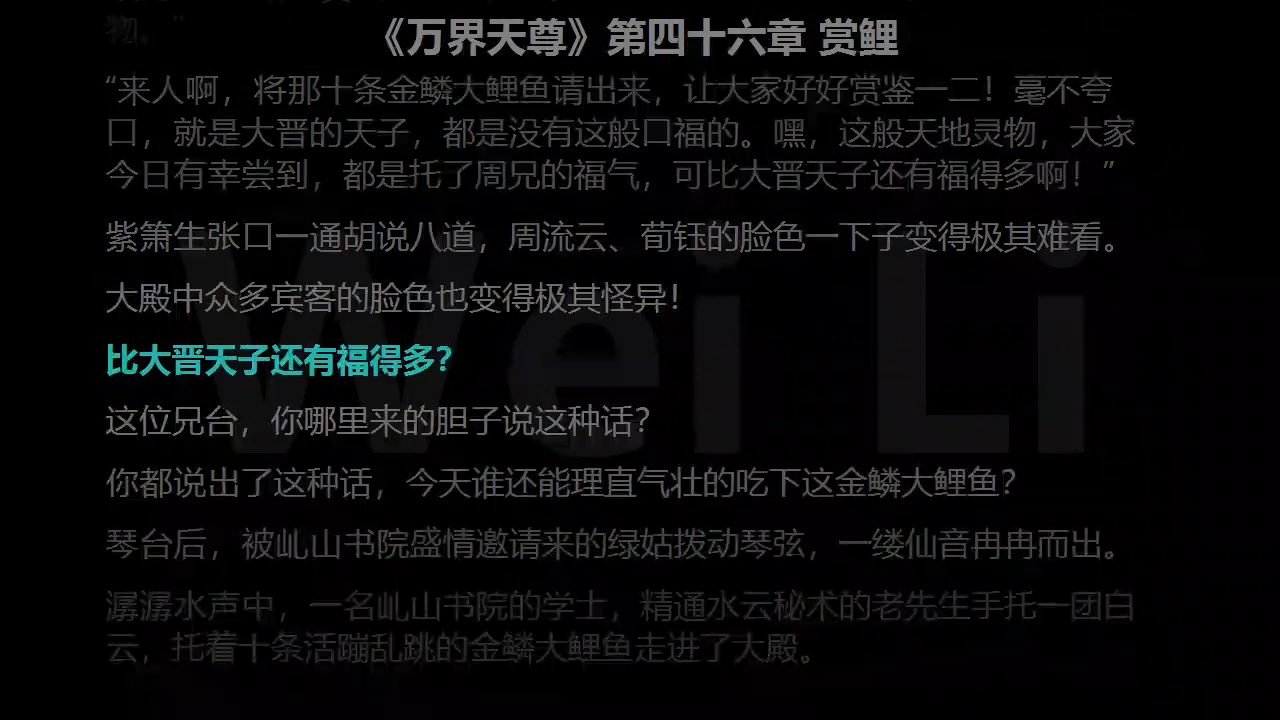 物。”
《万界天尊》第四十六章 赏鲤
“来人啊，将那十条金鳞大鲤鱼请出来，让大家好好赏鉴一二！毫不夸
口，就是大晋的天子，都是没有这般口福的。嘿，这般天地灵物，大家
今日有幸尝到，都是托了周兄的福气，可比大晋天子还有福得多啊！”
紫箫生张口一通胡说八道，周流云、荀钰的脸色一下子变得极其难看。
大殿中众多宾客的脸色也变得极其怪异！
比大晋天子还有福得多？
这位兄台，你哪里来的胆子说这种话？
你都说出了这种话，今天谁还能理直气壮的吃下这金鳞大鲤鱼？
琴台后，被乢山书院盛情邀请来的绿姑拨动琴弦，一缕仙音冉冉而出。
潺潺水声中，一名乢山书院的学士，精通水云秘术的老先生手托一团白
云，托着十条活蹦乱跳的金鳞大鲤鱼走进了大殿。
Wei Li